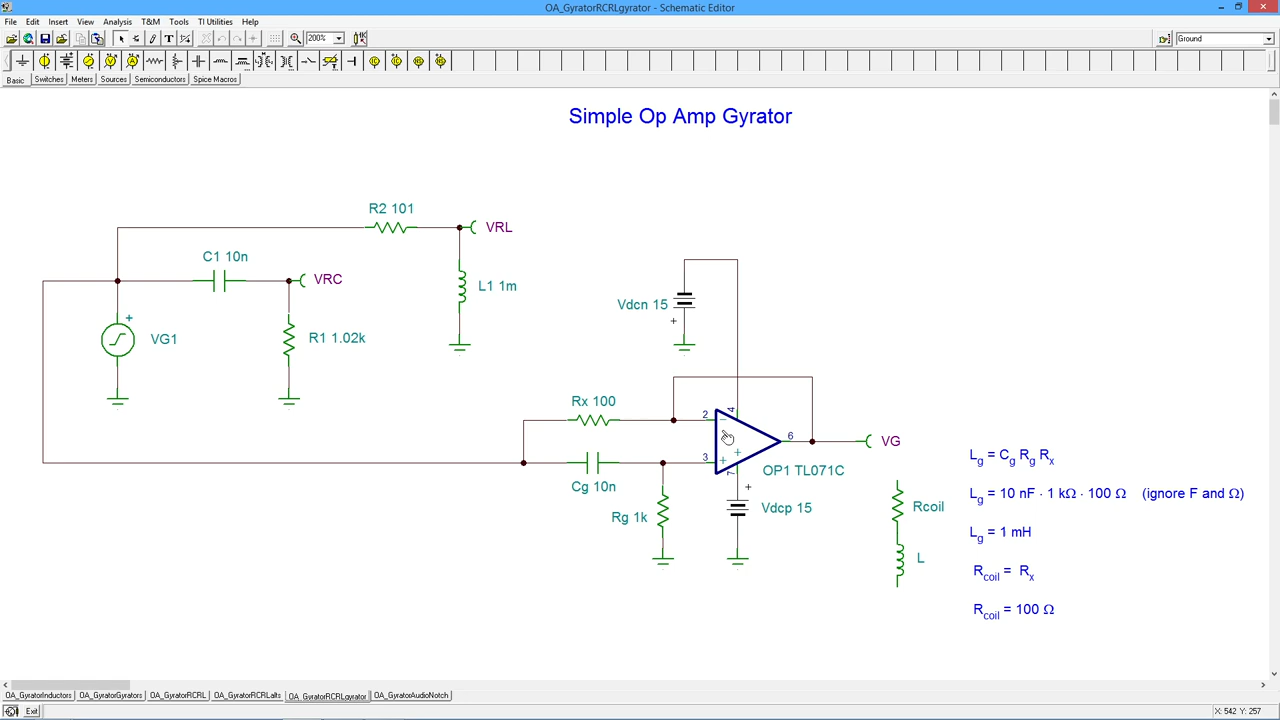 OA_GyratorRCRLgyrator - Schematic Editor
File Edit Insert View Analysis T&M Tools TI Utilities Help
200%
Ground
Basic Switches Meters Sources Semiconductors Spice Macros
Simple Op Amp Gyrator
R2 101
VRL
C1 10n
VRC
L1 1m
Vdcn 15
+
+
VG1
R1 1.02k
Rx 100
2
4
-
6
VG
3
+
+
7
Cg 10n
OP1 TL071C
+
Rg 1k
Vdcp 15
Rcoil
L
Lg = Cg Rg Rx
Lg = 10 nF · 1 kΩ · 100 Ω (ignore F and Ω)
Lg = 1 mH
Rcoil = Rx
Rcoil = 100 Ω
OA_GyratorInductors OA_GyratorGyrators OA_GyratorRCRL OA_GyratorRCRLalts OA_GyratorRCRLgyrator OA_GyratorAudioNotch
Exit
X: 542 Y: 257